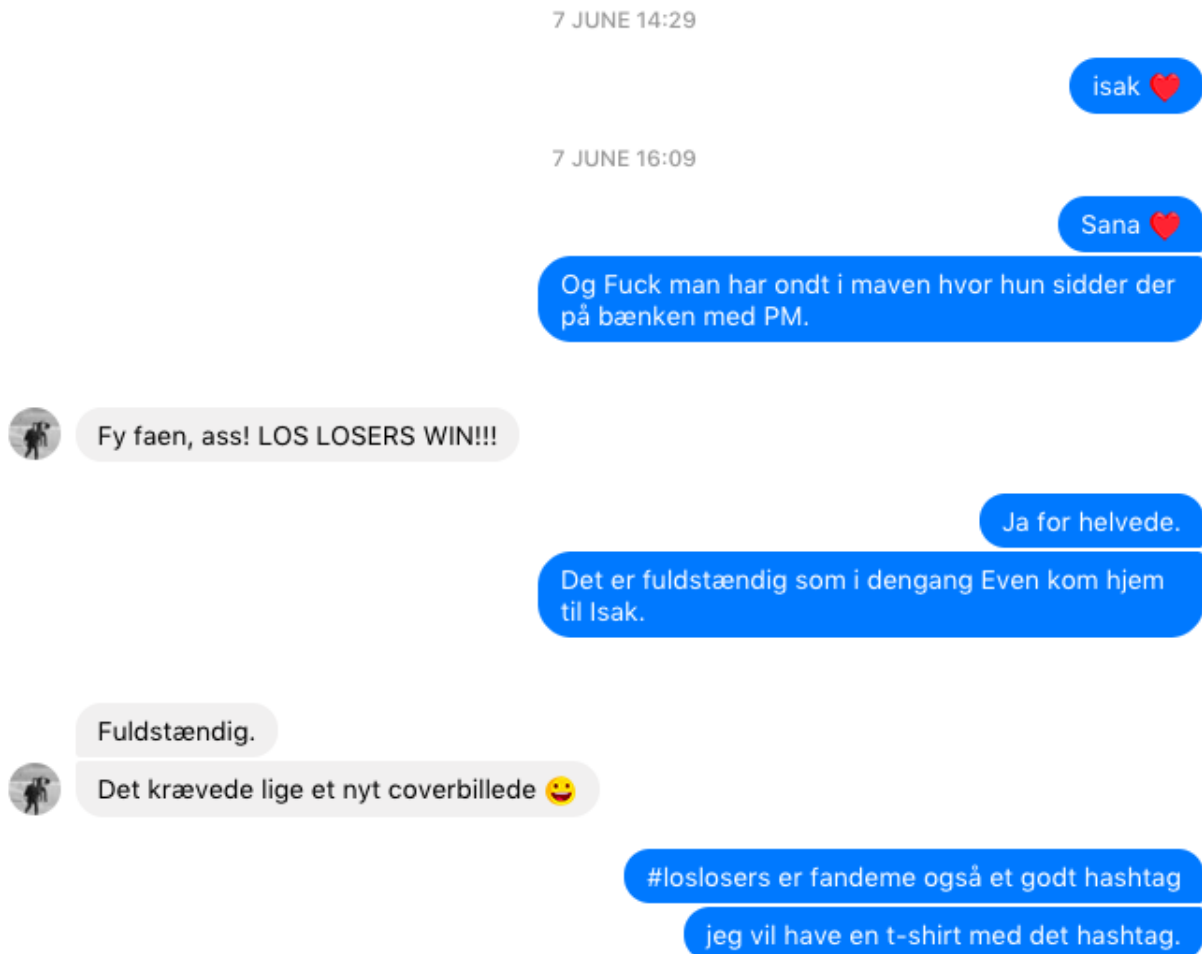 7 JUNE 14:29
isak ❤️
7 JUNE 16:09
Sana ❤️
Og Fuck man har ondt i maven hvor hun sidder der
på bænken med PM.
Fy faen, ass! LOS LOSERS WIN!!!
Ja for helvede.
Det er fuldstændig som i dengang Even kom hjem
til Isak.
Fuldstændig.
Det krævede lige et nyt coverbillede 😀
#loslosers er fandeme også et godt hashtag
jeg vil have en t-shirt med det hashtag.